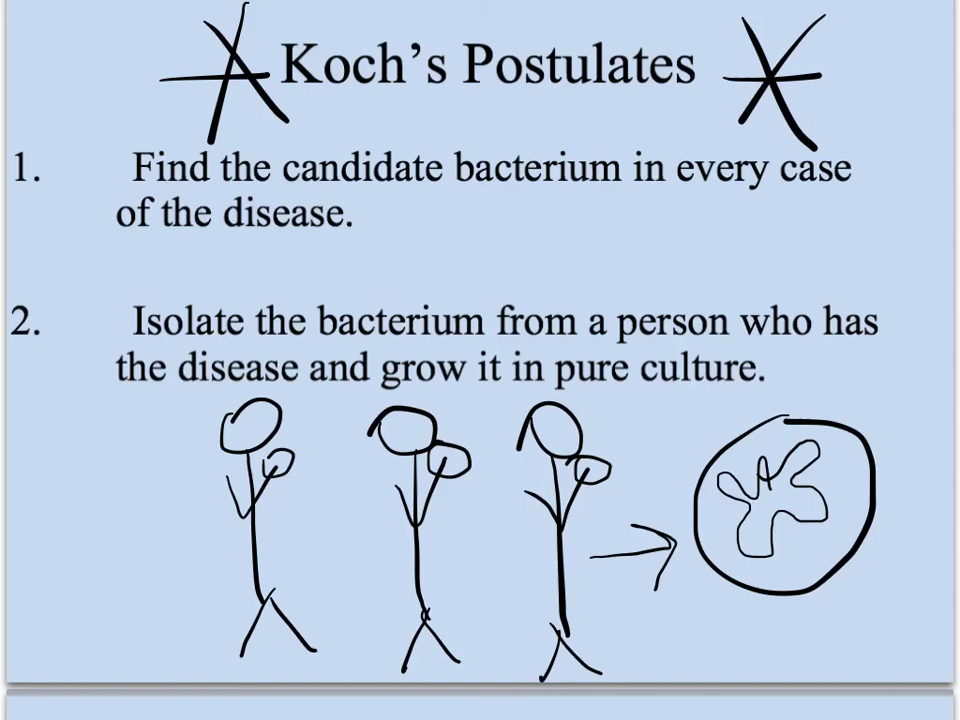 Koch's Postulates
1. Find the candidate bacterium in every case
of the disease.
2. Isolate the bacterium from a person who has
the disease and grow it in pure culture.